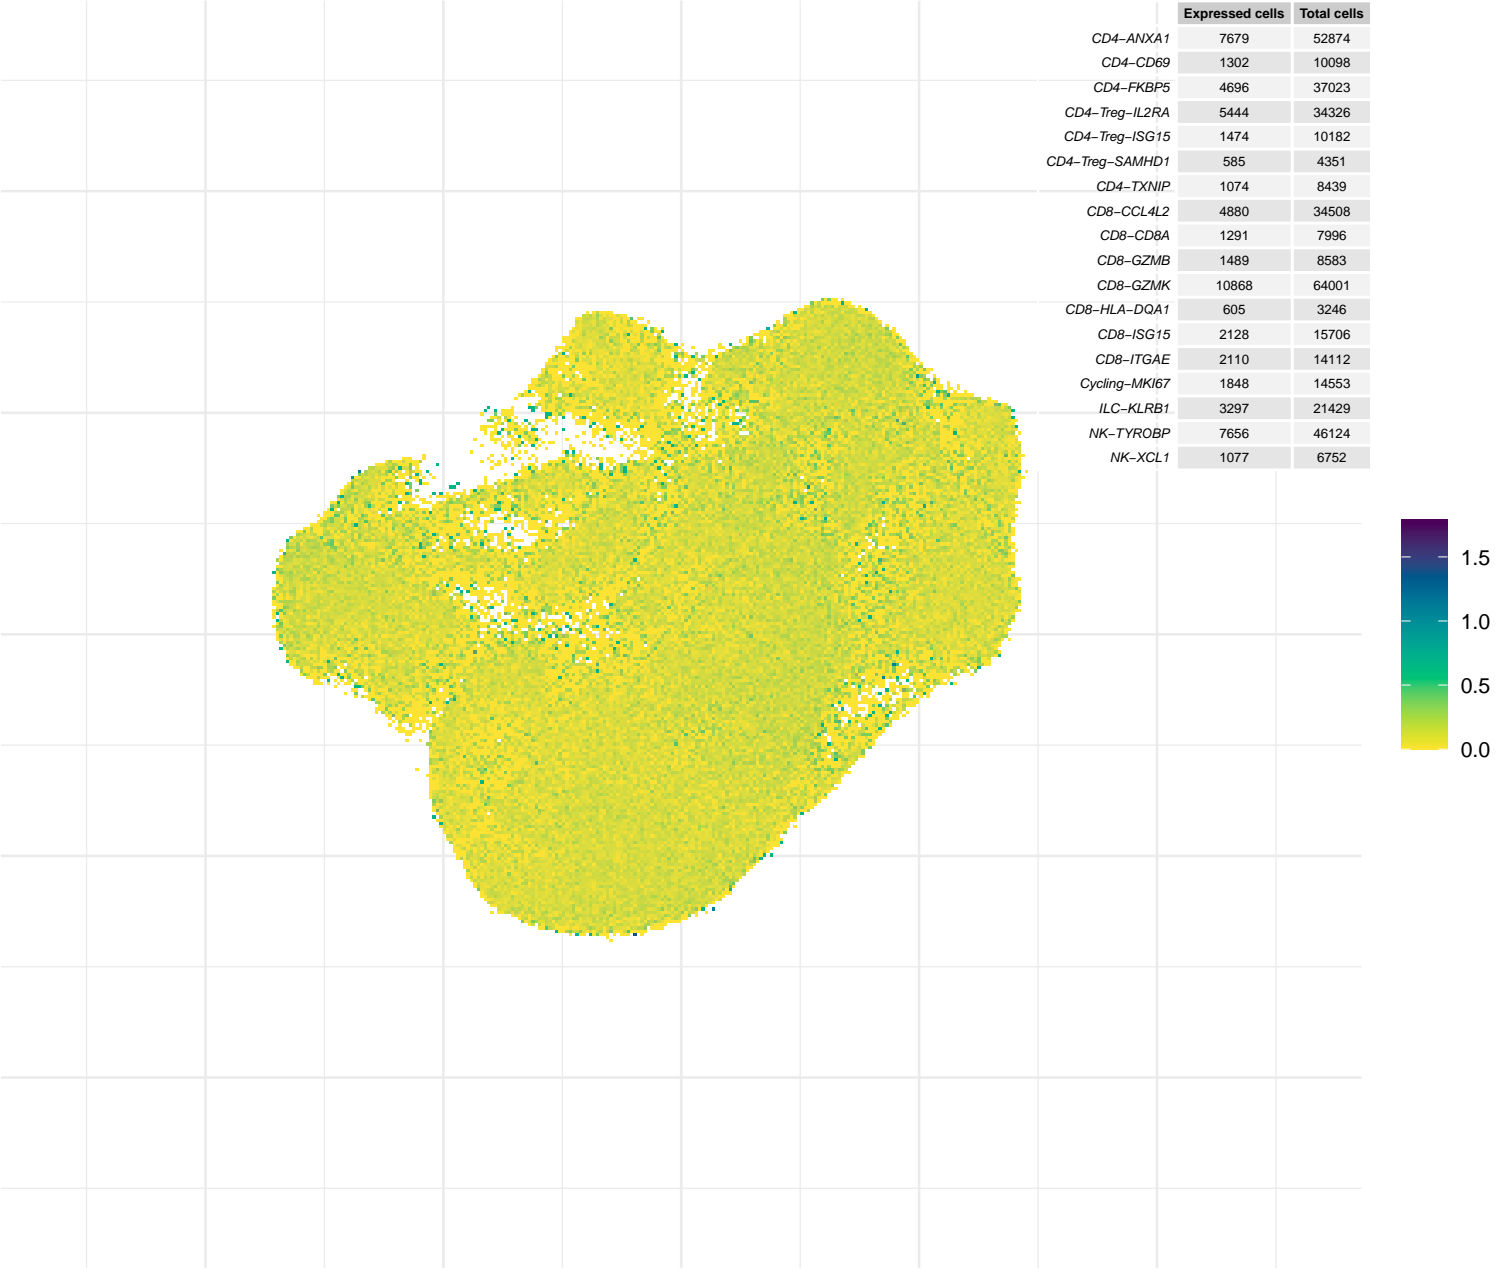 Expressed cells Total cells
CD4−ANXA1 7679 52874
CD4−CD69 1302 10098
CD4−FKBP5 4696 37023
CD4−Treg−IL2RA 5444 34326
CD4−Treg−ISG15 1474 10182
CD4−Treg−SAMHD1 585 4351
CD4−TXNIP 1074 8439
CD8−CCL4L2 4880 34508
CD8−CD8A 1291 7996
CD8−GZMB 1489 8583
CD8−GZMK 10868 64001
CD8−HLA−DQA1 605 3246
CD8−ISG15 2128 15706
CD8−ITGAE 2110 14112
Cycling−MKI67 1848 14553
ILC−KLRB1 3297 21429
NK−TYROBP 7656 46124
NK−XCL1 1077 6752
1.5
1.0
0.5
0.0